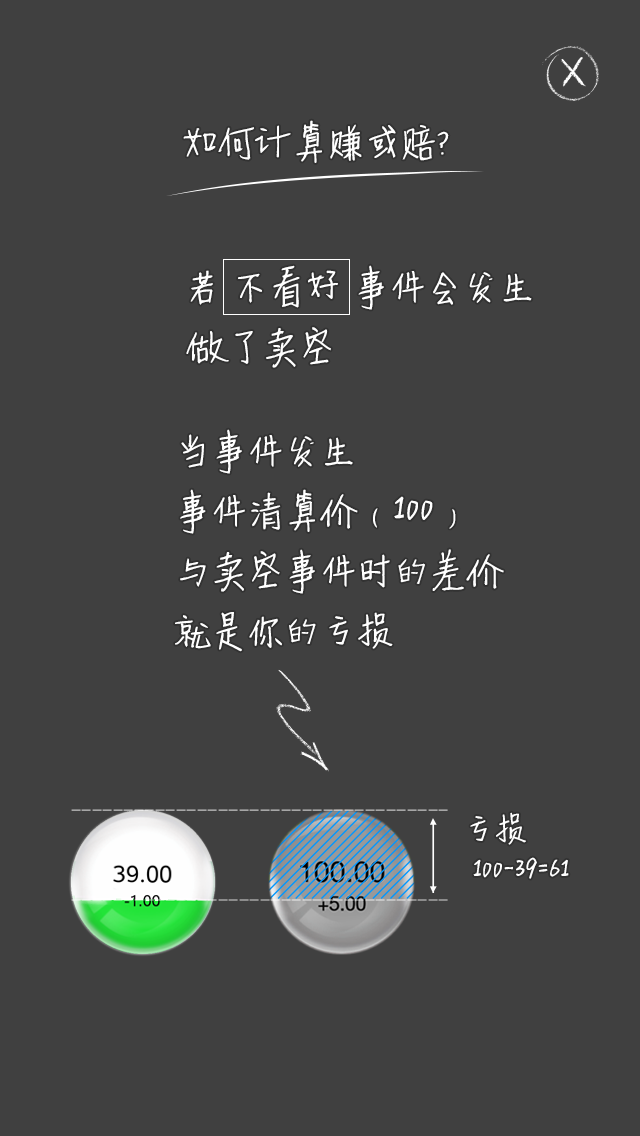 X
如何计算赚或赔?
若不看好事件会发生
做了卖空
当事件发生
事件清算价（100）
与卖空事件时的差价
就是你的亏损
39.00
-1.00
100.00
+5.00
亏损
100-39=61